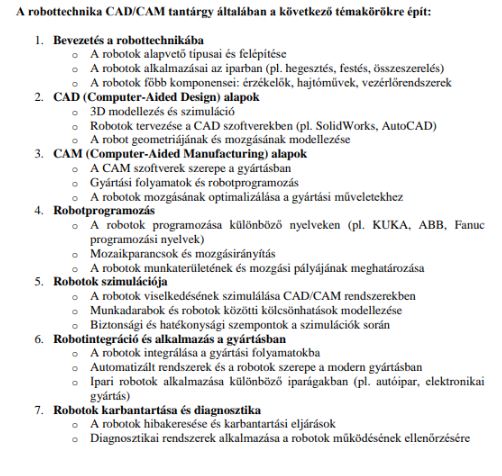 A robottechnika CAD/CAM tantárgy általában a következő témakörökre épít:
1. Bevezetés a robottechnikába
o A robotok alapvető típusai és felépítése
o A robotok alkalmazásai az iparban (pl. hegesztés, festés, összeszerelés)
o A robotok főbb komponensei: érzékelők, hajtóművek, vezérlőrendszerek
2. CAD (Computer-Aided Design) alapok
o 3D modellezés és szimuláció
o Robotok tervezése a CAD szoftverekben (pl. SolidWorks, AutoCAD)
o A robot geometriájának és mozgásának modellezése
3. CAM (Computer-Aided Manufacturing) alapok
o A CAM szoftverek szerepe a gyártásban
o Gyártási folyamatok és robotprogramozás
o A robotok mozgásának optimalizálása a gyártási műveletekhez
4. Robotprogramozás
o A robotok programozása különböző nyelveken (pl. KUKA, ABB, Fanuc
programozási nyelvek)
o Mozaikparancsok és mozgásirányítás
o A robotok munkaterületének és mozgási pályájának meghatározása
5. Robotok szimulációja
o A robotok viselkedésének szimulálása CAD/CAM rendszerekben
o Munkadarabok és robotok közötti kölcsönhatások modellezése
o Biztonsági és hatékonysági szempontok a szimulációk során
6. Robotintegráció és alkalmazás a gyártásban
o A robotok integrálása a gyártási folyamatokba
o Automatizált rendszerek és a robotok szerepe a modern gyártásban
o Ipari robotok alkalmazása különböző iparágakban (pl. autóipar, elektronikai
gyártás)
7. Robotok karbantartása és diagnosztika
o A robotok hibakeresése és karbantartási eljárások
o Diagnosztikai rendszerek alkalmazása a robotok működésének ellenőrzésére